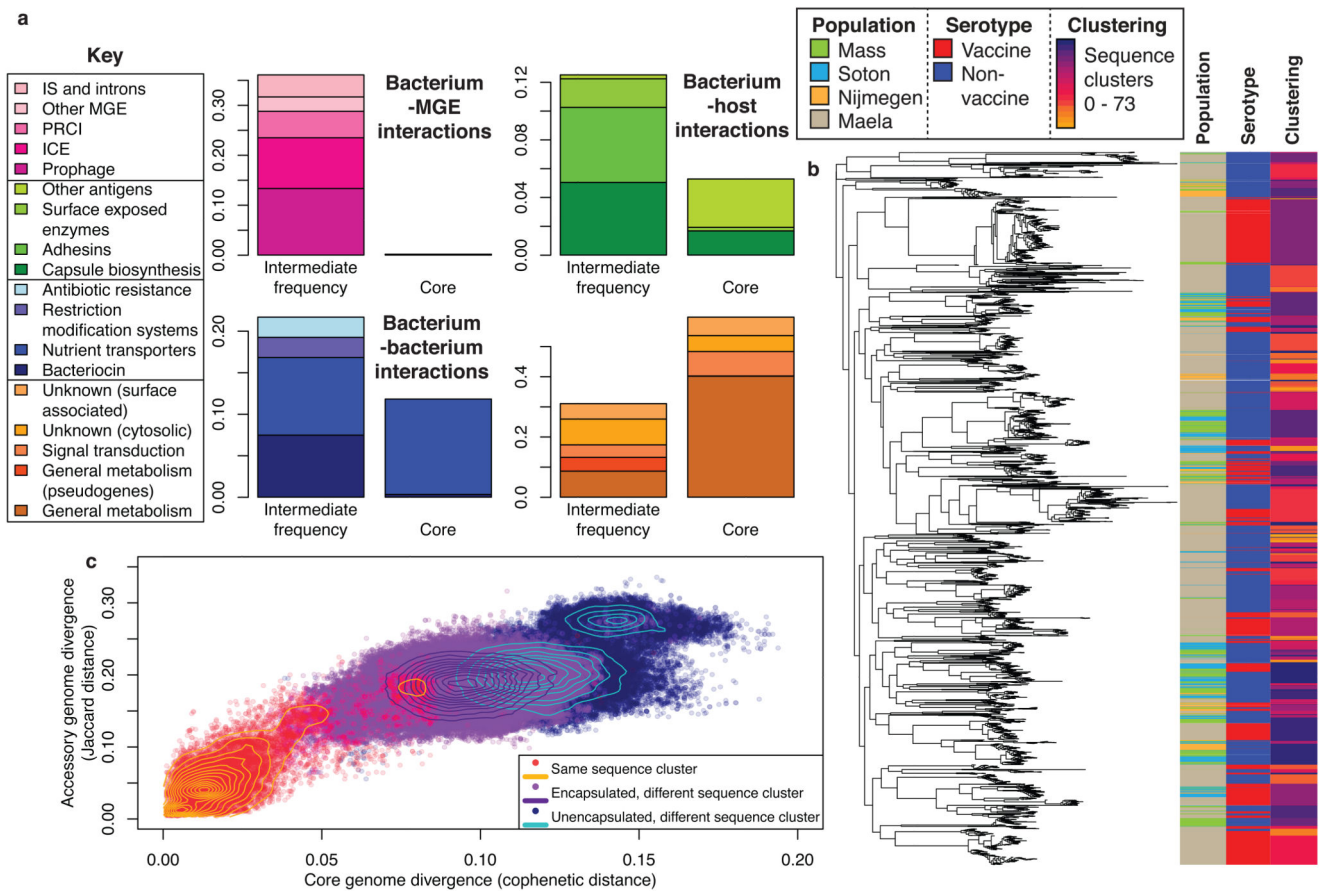 a
Key
IS and introns
Other MGE
PRCI
ICE
Prophage
Other antigens
Surface exposed
enzymes
Adhesins
Capsule biosynthesis
Antibiotic resistance
Restriction
modification systems
Nutrient transporters
Bacteriocin
Unknown (surface
associated)
Unknown (cytosolic)
Signal transduction
General metabolism
(pseudogenes)
General metabolism
Bacterium
-MGE
interactions
0.30
0.20
0.10
0.00
Intermediate
frequency
Core
Bacterium
-host
interactions
0.12
0.08
0.04
0.00
Intermediate
frequency
Core
Bacterium
-bacterium
interactions
0.20
0.10
0.00
Intermediate
frequency
Core
0.4
0.2
0.0
Intermediate
frequency
Core
Population
Mass
Soton
Nijmegen
Maela
Serotype
Vaccine
Non-
vaccine
Clustering
Sequence
clusters
0 - 73
b
Population
Serotype
Clustering
c
Accessory genome divergence
(Jaccard distance)
0.30
0.20
0.10
0.00
Same sequence cluster
Encapsulated, different sequence cluster
Unencapsulated, different sequence cluster
0.00
0.05
0.10
0.15
0.20
Core genome divergence (cophenetic distance)